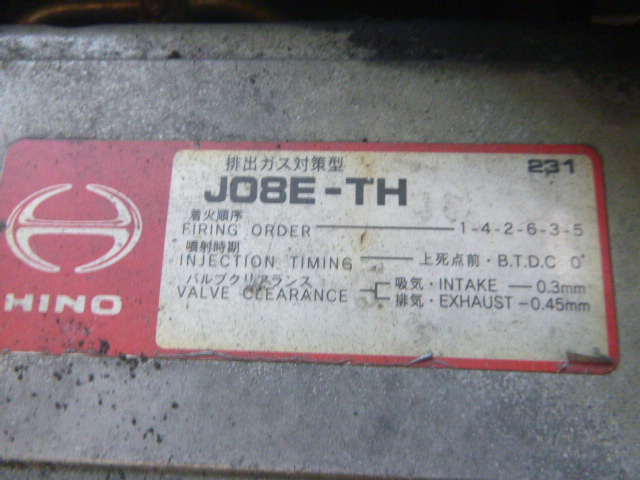 排出ガス対策型 231
J08E-TH
着火順序
FIRING ORDER 1-4-2-6-3-5
噴射時期
INJECTION TIMING 上死点前・B.T.D.C 0°
バルブクリアランス 吸気・INTAKE 0.3mm
VALVE CLEARANCE 排気・EXHAUST 0.45mm
HINO